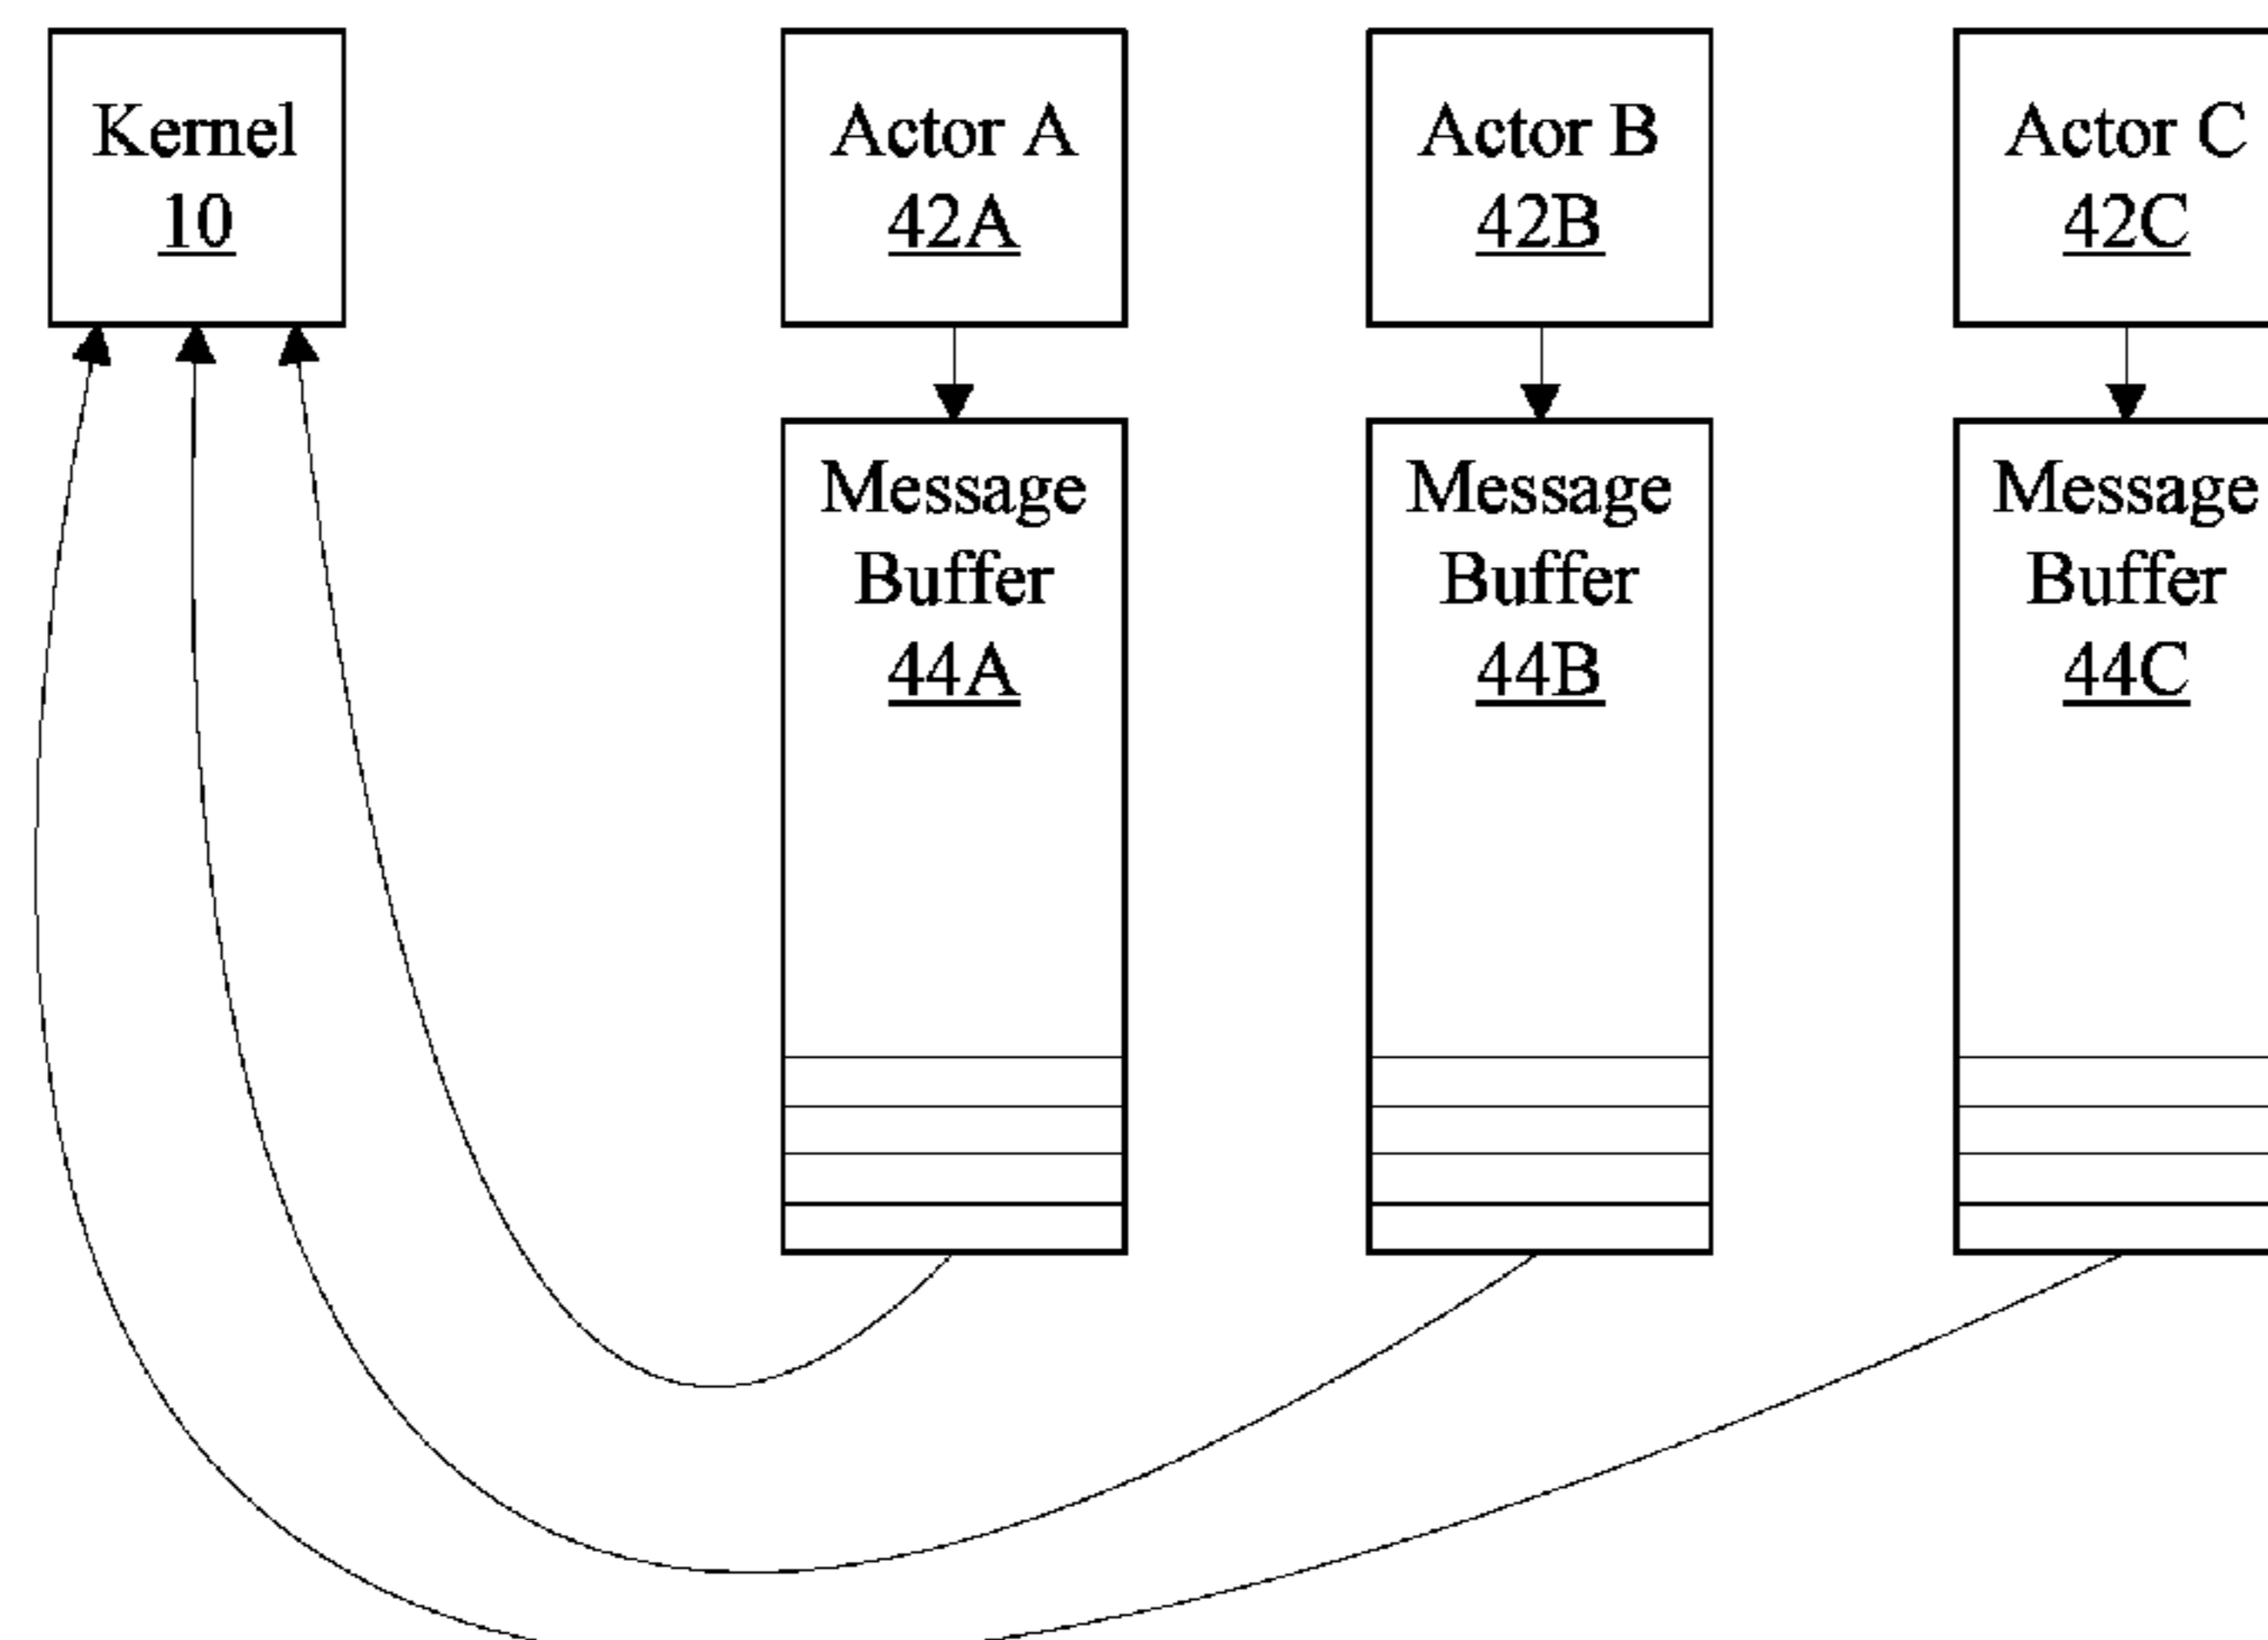 Kernel
10
Actor A
42A
Actor B
42B
Actor C
42C
Message
Buffer
44A
Message
Buffer
44B
Message
Buffer
44C